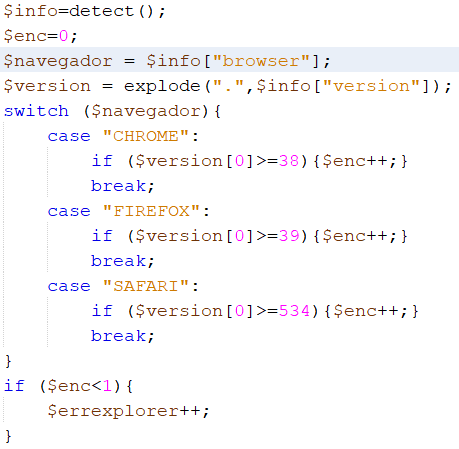 $info=detect();
$enc=0;
$navegador = $info["browser"];
$version = explode(".",$info["version"]);
switch ($navegador){
    case "CHROME":
        if ($version[0]>=38){$enc++;}
        break;
    case "FIREFOX":
        if ($version[0]>=39){$enc++;}
        break;
    case "SAFARI":
        if ($version[0]>=534){$enc++;}
        break;
}
if ($enc<1){
    $errexplorer++;
}